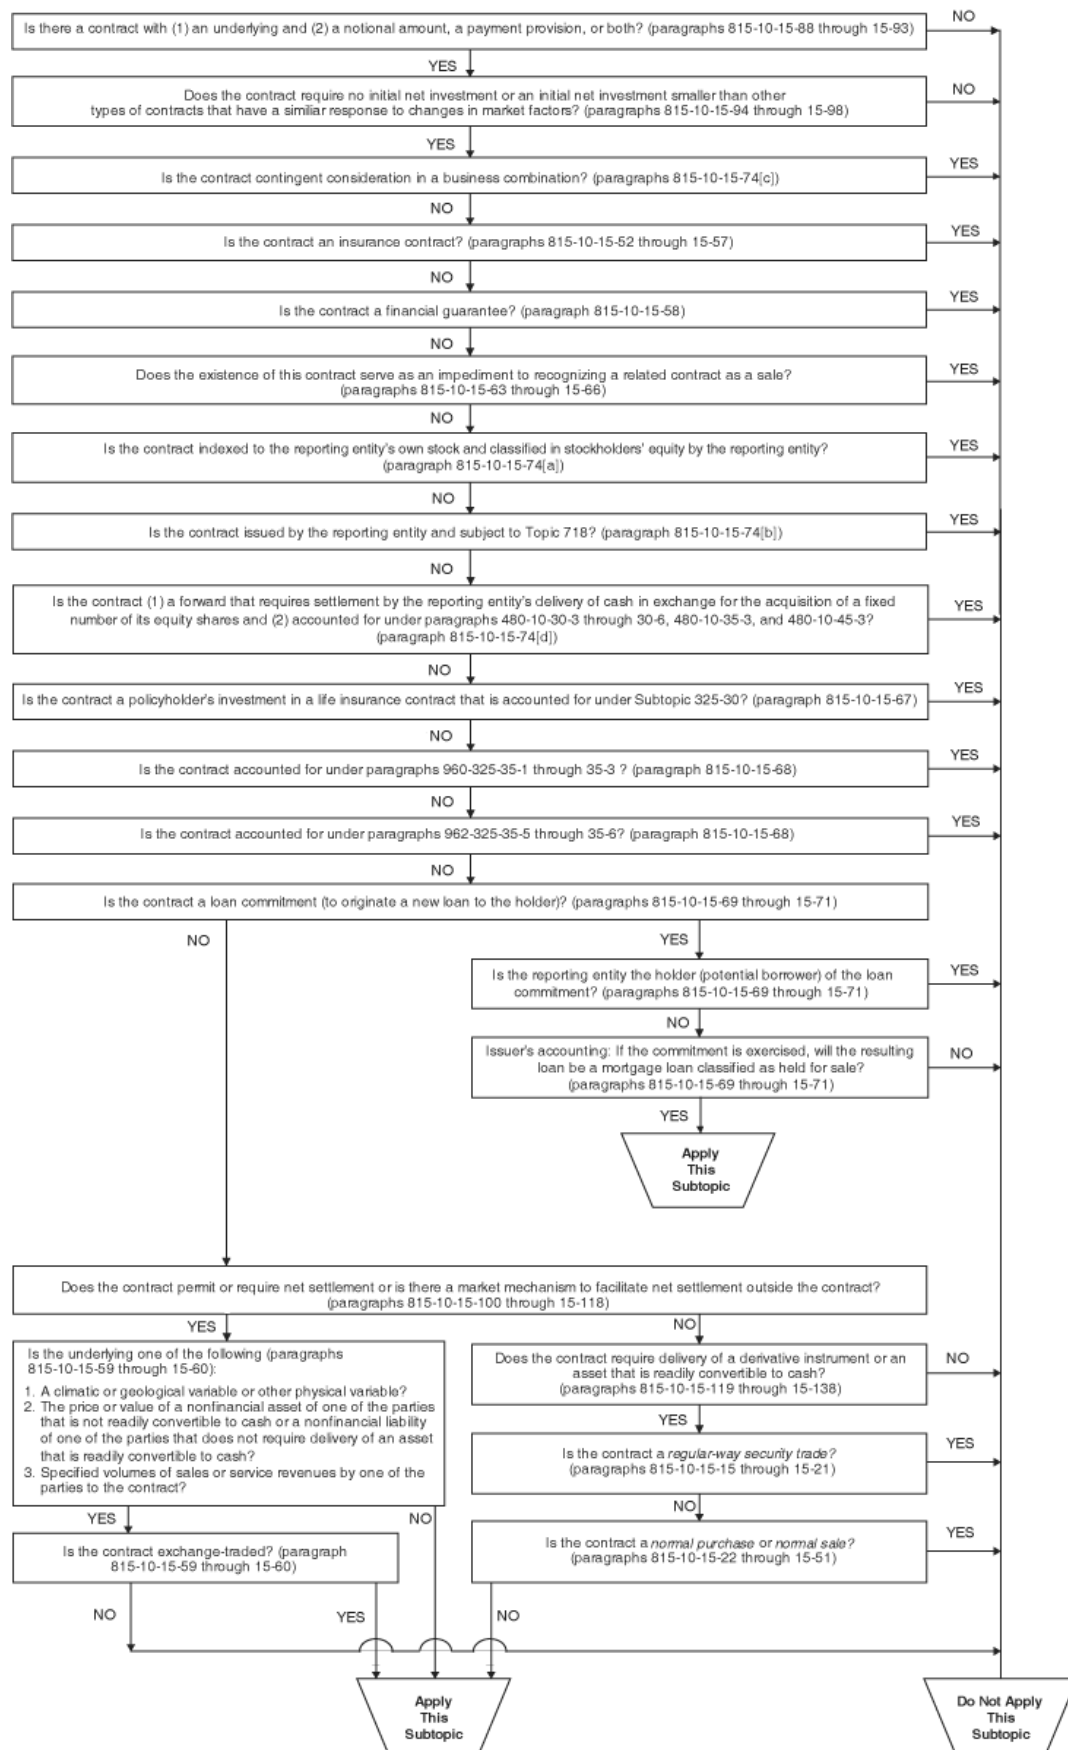 Is there a contract with (1) an underlying and (2) a notional amount, a payment provision, or both? (paragraphs 815-10-15-88 through 15-93)
NO
YES
Does the contract require no initial net investment or an initial net investment smaller than other
types of contracts that have a similiar response to changes in market factors? (paragraphs 815-10-15-94 through 15-98)
NO
YES
Is the contract contingent consideration in a business combination? (paragraphs 815-10-15-74[c])
YES
NO
Is the contract an insurance contract? (paragraphs 815-10-15-52 through 15-57)
YES
NO
Is the contract a financial guarantee? (paragraph 815-10-15-58)
YES
NO
Does the existence of this contract serve as an impediment to recognizing a related contract as a sale?
(paragraphs 815-10-15-63 through 15-66)
YES
NO
Is the contract indexed to the reporting entity's own stock and classified in stockholders' equity by the reporting entity?
(paragraph 815-10-15-74[a])
YES
NO
Is the contract issued by the reporting entity and subject to Topic 718? (paragraph 815-10-15-74[b])
YES
NO
Is the contract (1) a forward that requires settlement by the reporting entity's delivery of cash in exchange for the acquisition of a fixed
number of its equity shares and (2) accounted for under paragraphs 480-10-30-3 through 30-6, 480-10-35-3, and 480-10-45-3?
(paragraph 815-10-15-74[d])
YES
NO
Is the contract a policyholder's investment in a life insurance contract that is accounted for under Subtopic 325-30? (paragraph 815-10-15-67)
YES
NO
Is the contract accounted for under paragraphs 960-325-35-1 through 35-3 ? (paragraph 815-10-15-68)
YES
NO
Is the contract accounted for under paragraphs 962-325-35-5 through 35-6? (paragraph 815-10-15-68)
YES
NO
Is the contract a loan commitment (to originate a new loan to the holder)? (paragraphs 815-10-15-69 through 15-71)
NO
YES
Is the reporting entity the holder (potential borrower) of the loan
commitment? (paragraphs 815-10-15-69 through 15-71)
YES
NO
Issuer's accounting: If the commitment is exercised, will the resulting
loan be a mortgage loan classified as held for sale?
(paragraphs 815-10-15-69 through 15-71)
NO
YES
Apply
This
Subtopic
Does the contract permit or require net settlement or is there a market mechanism to facilitate net settlement outside the contract?
(paragraphs 815-10-15-100 through 15-118)
YES
NO
Is the underlying one of the following (paragraphs
815-10-15-59 through 15-60):
1. A climatic or geological variable or other physical variable?
2. The price or value of a nonfinancial asset of one of the parties
that is not readily convertible to cash or a nonfinancial liability
of one of the parties that does not require delivery of an asset
that is readily convertible to cash?
3. Specified volumes of sales or service revenues by one of the
parties to the contract?
Does the contract require delivery of a derivative instrument or an
asset that is readily convertible to cash?
(paragraphs 815-10-15-119 through 15-138)
NO
YES
Is the contract a regular-way security trade?
(paragraphs 815-10-15-15 through 15-21)
YES
NO
YES
NO
Is the contract exchange-traded? (paragraph
815-10-15-59 through 15-60)
Is the contract a normal purchase or normal sale?
(paragraphs 815-10-15-22 through 15-51)
YES
NO
YES
NO
Apply
This
Subtopic
Do Not Apply
This
Subtopic